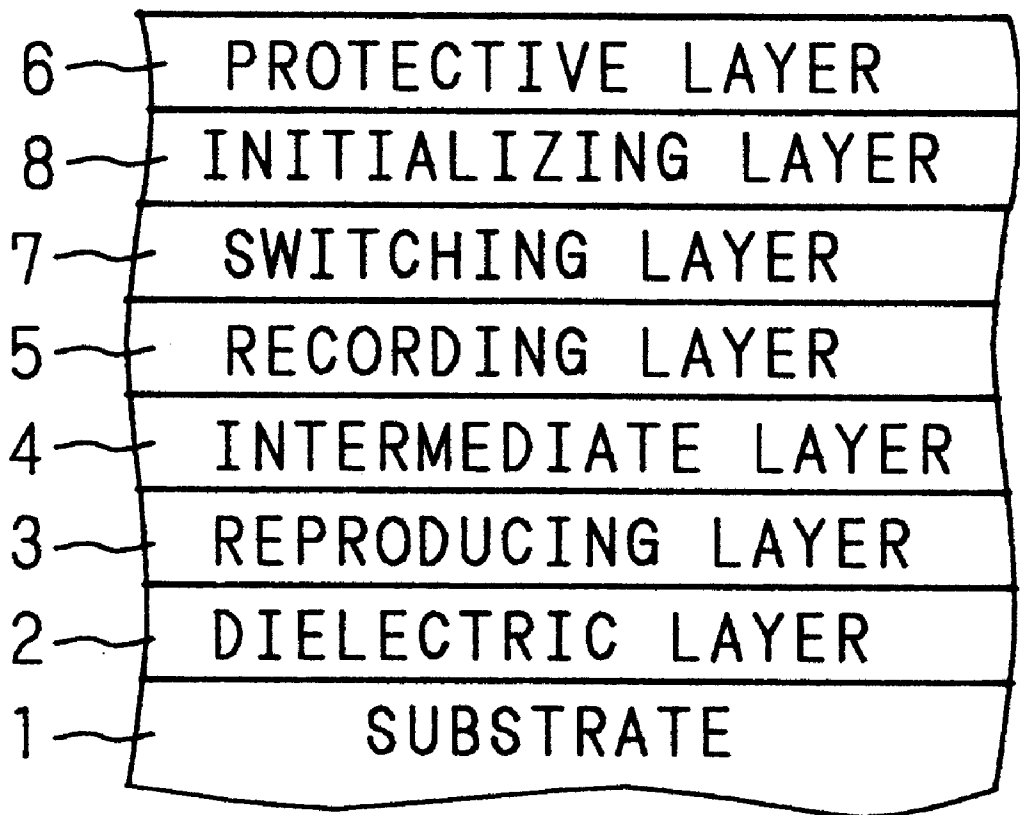 6 PROTECTIVE LAYER
8 INITIALIZING LAYER
7 SWITCHING LAYER
5 RECORDING LAYER
4 INTERMEDIATE LAYER
3 REPRODUCING LAYER
2 DIELECTRIC LAYER
1 SUBSTRATE